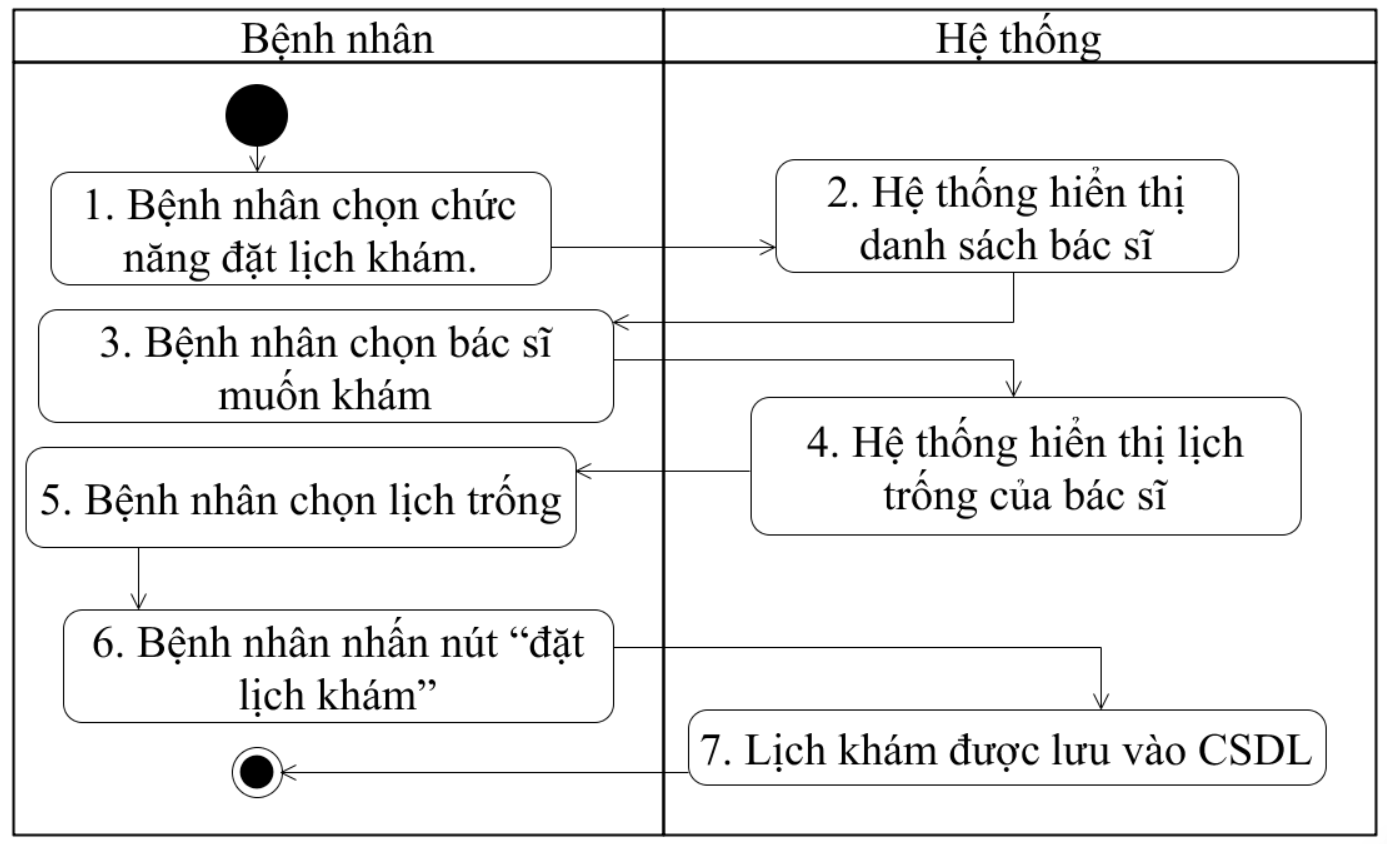 Bệnh nhân
Hệ thống
1. Bệnh nhân chọn chức
năng đặt lịch khám.
2. Hệ thống hiển thị
danh sách bác sĩ
3. Bệnh nhân chọn bác sĩ
muốn khám
4. Hệ thống hiển thị lịch
trống của bác sĩ
5. Bệnh nhân chọn lịch trống
6. Bệnh nhân nhấn nút “đặt
lịch khám”
7. Lịch khám được lưu vào CSDL